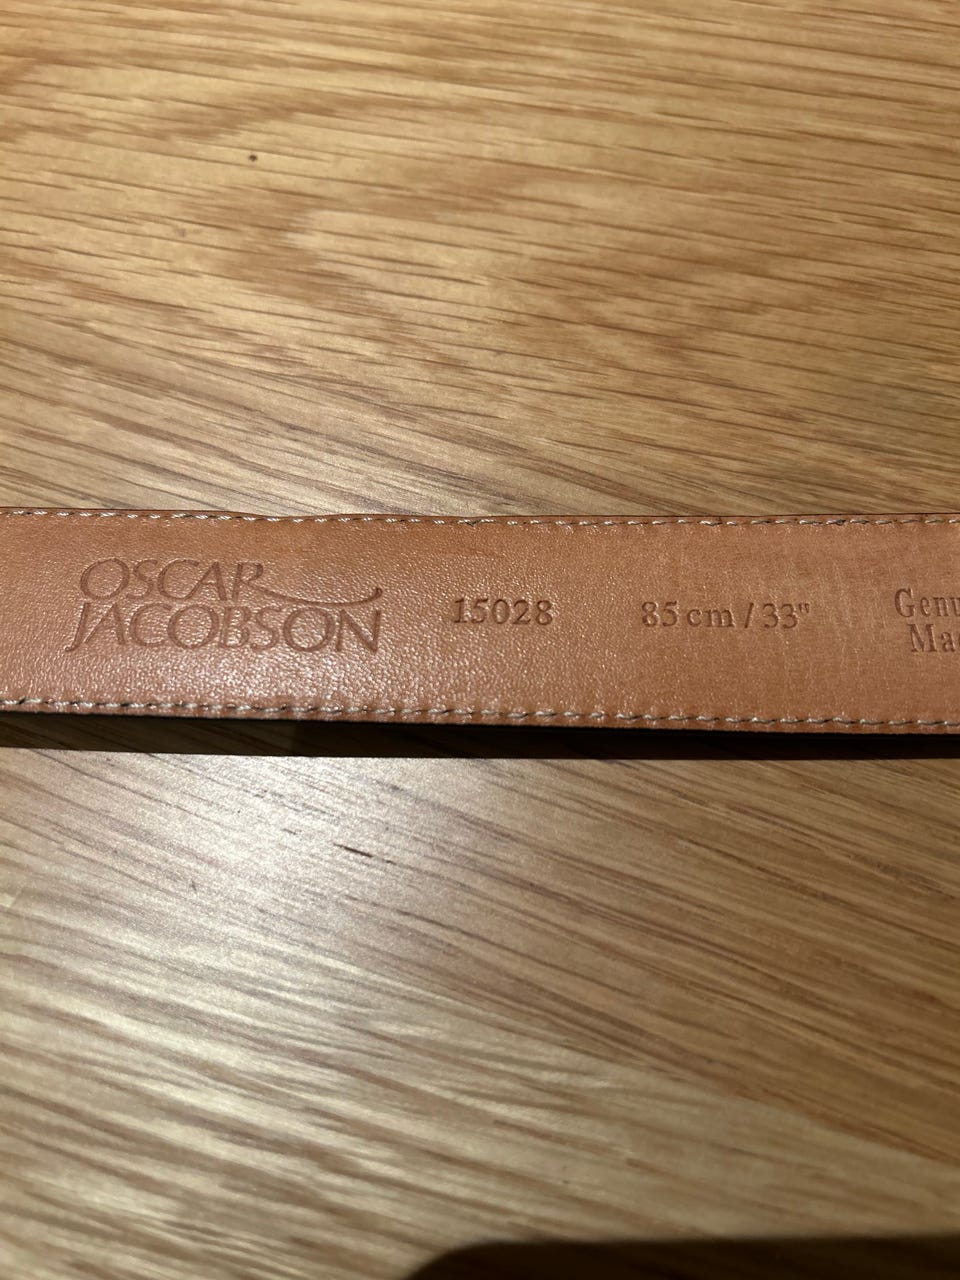 OSCAR
JACOBSON
15028
85 cm / 33"